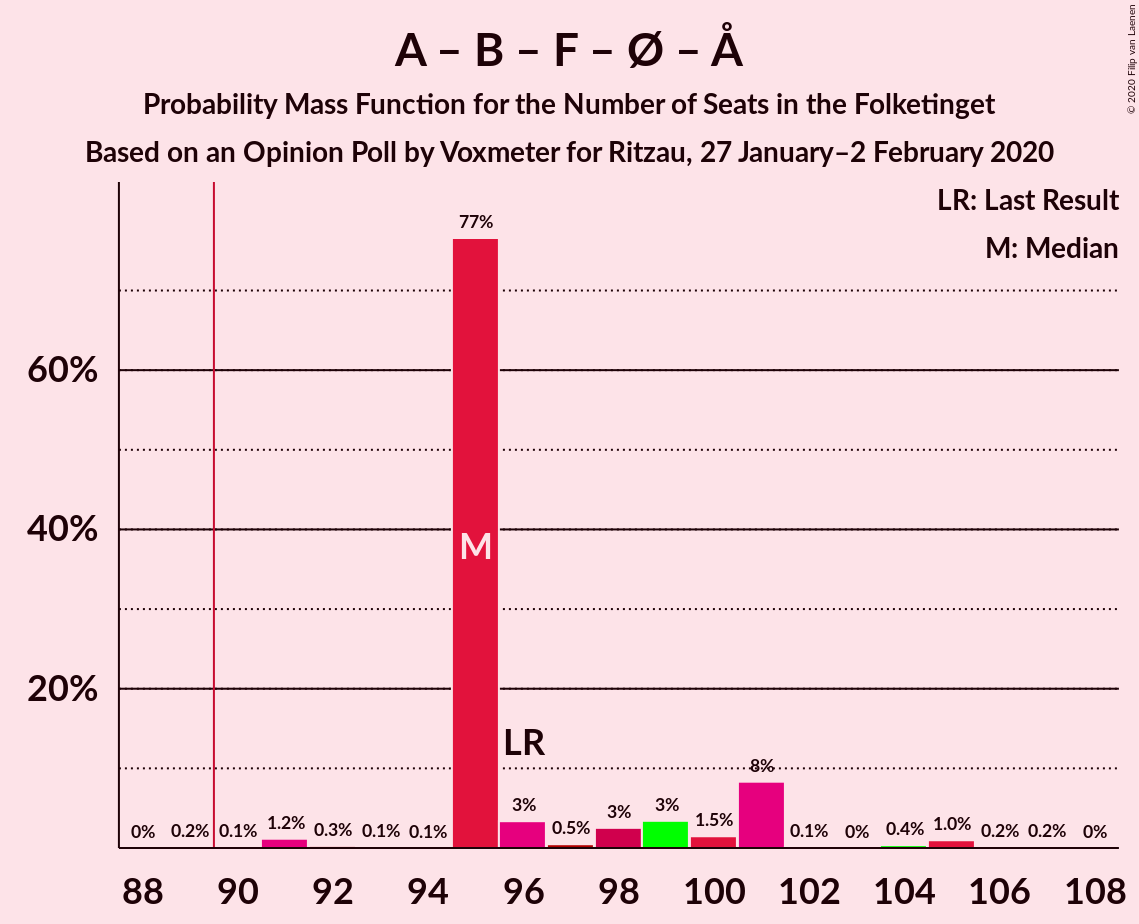 A – B – F – Ø – Å
Probability Mass Function for the Number of Seats in the Folketinget
Based on an Opinion Poll by Voxmeter for Ritzau, 27 January–2 February 2020
© 2020 Filip van Laenen
LR: Last Result
M: Median
77%
60%
40%
M
20%
LR
8%
0% 0.2% 0.1% 1.2% 0.3% 0.1% 0.1% 3% 0.5% 3% 3% 1.5% 0.1% 0% 0.4% 1.0% 0.2% 0.2% 0%
88 90 92 94 96 98 100 102 104 106 108